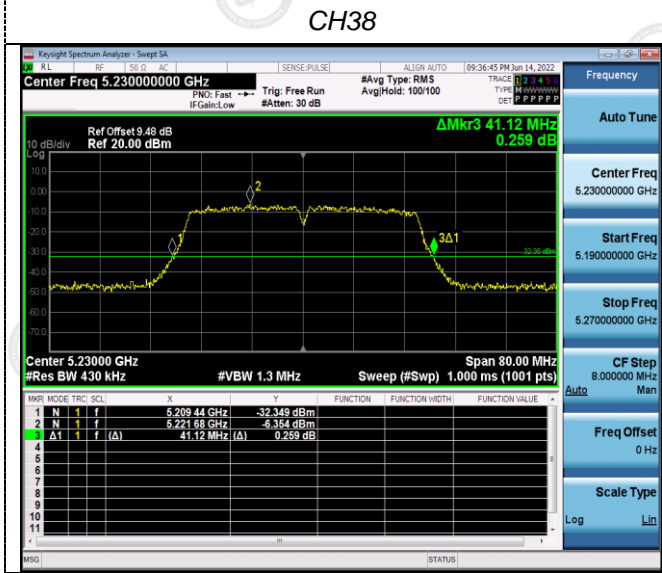 CH38
Keysight Spectrum Analyzer - Swept SA
RL RF 50 Ω AC SENSE:PULSE ALIGN AUTO 09:36:45 PM Jun 14, 2022
Center Freq 5.230000000 GHz
PNO: Fast
IFGain:Low
Trig: Free Run
#Atten: 30 dB
#Avg Type: RMS
Avg|Hold: 100/100
TRACE 1 2 3 4 5 6
TYPE M W W W W W
DET P P P P P P
Ref Offset 9.48 dB
Ref 20.00 dBm
10 dB/div
Log
ΔMkr3 41.12 MHz
0.259 dB
10.0
0.00
-10.0
-20.0
-30.0
-40.0
-50.0
-60.0
-70.0
2
1
3Δ1
-32.35 dBm
Center 5.23000 GHz
#Res BW 430 kHz
#VBW 1.3 MHz
Span 80.00 MHz
Sweep (#Swp) 1.000 ms (1001 pts)
MKR MODE TRC SCL X Y FUNCTION FUNCTION WIDTH FUNCTION VALUE
1 N 1 f 5.209 44 GHz -32.349 dBm
2 N 1 f 5.221 68 GHz -6.354 dBm
3 Δ1 1 f (Δ) 41.12 MHz (Δ) 0.259 dB
4
5
6
7
8
9
10
11
MSG STATUS
Frequency
Auto Tune
Center Freq
5.230000000 GHz
Start Freq
5.190000000 GHz
Stop Freq
5.270000000 GHz
CF Step
8.000000 MHz
Auto Man
Freq Offset
0 Hz
Scale Type
Log Lin